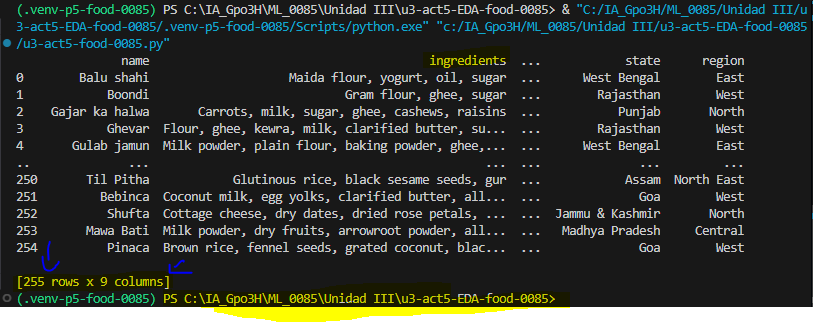 (.venv-p5-food-0085) PS C:\IA_Gpo3H\ML_0085\Unidad III\u3-act5-EDA-food-0085> & "C:/IA_Gpo3H/ML_0085/Unidad III/u
3-act5-EDA-food-0085/.venv-p5-food-0085/Scripts/python.exe" "c:/IA_Gpo3H/ML_0085/Unidad III/u3-act5-EDA-food-0085
/u3-act5-food-0085.py"
name ingredients ... state region
0 Balu shahi Maida flour, yogurt, oil, sugar ... West Bengal East
1 Boondi Gram flour, ghee, sugar ... Rajasthan West
2 Gajar ka halwa Carrots, milk, sugar, ghee, cashews, raisins ... Punjab North
3 Ghevar Flour, ghee, kewra, milk, clarified butter, su... ... Rajasthan West
4 Gulab jamun Milk powder, plain flour, baking powder, ghee,... ... West Bengal East
.. ... ... ... ... ...
250 Til Pitha Glutinous rice, black sesame seeds, gur ... Assam North East
251 Bebinca Coconut milk, egg yolks, clarified butter, all... ... Goa West
252 Shufta Cottage cheese, dry dates, dried rose petals, ... ... Jammu & Kashmir North
253 Mawa Bati Milk powder, dry fruits, arrowroot powder, all... ... Madhya Pradesh Central
254 Pinaca Brown rice, fennel seeds, grated coconut, blac... ... Goa West
[255 rows x 9 columns]
(.venv-p5-food-0085) PS C:\IA_Gpo3H\ML_0085\Unidad III\u3-act5-EDA-food-0085>